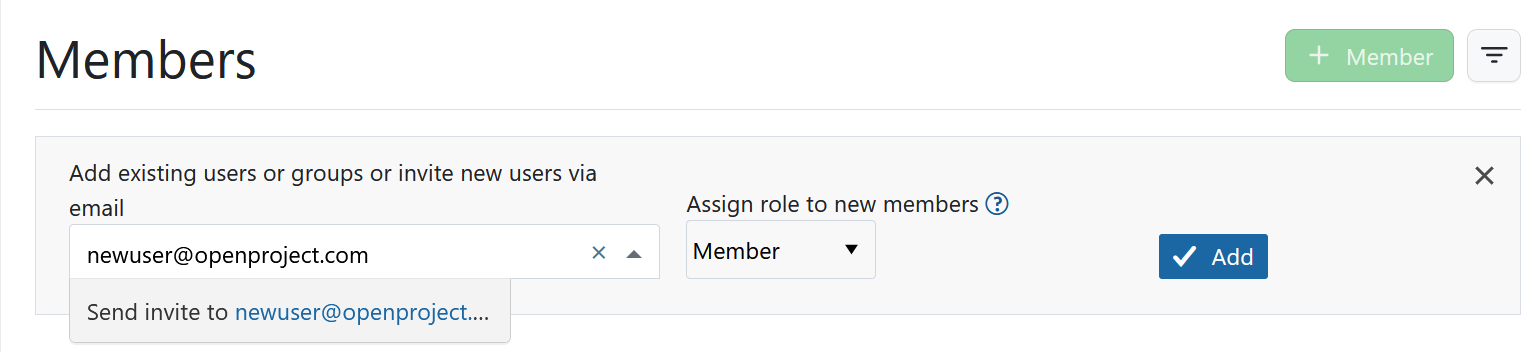 Members
+ Member
Add existing users or groups or invite new users via
email
Assign role to new members ?
newuser@openproject.com
Member
Add
Send invite to newuser@openproject....